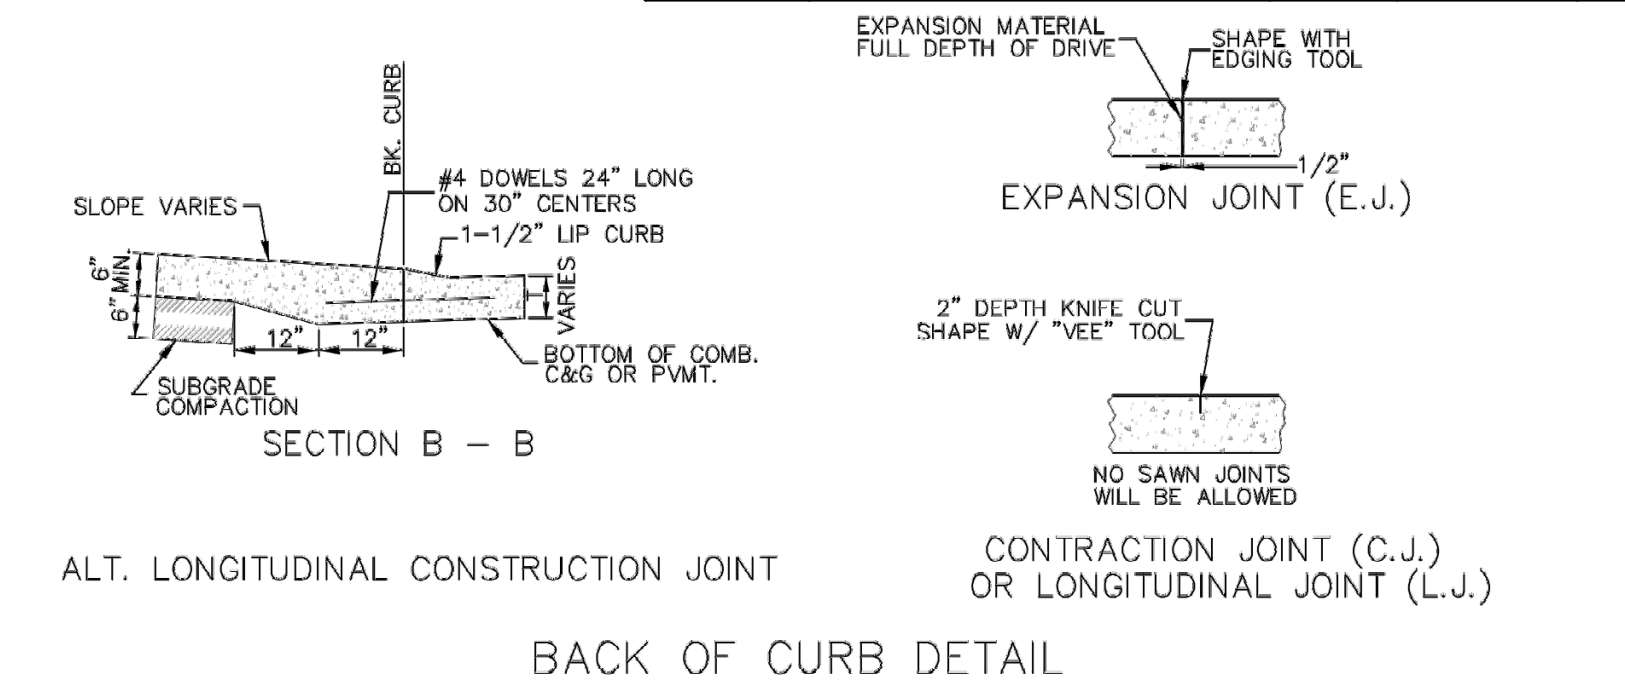 BK. CURB
#4 DOWELS 24" LONG
ON 30" CENTERS
SLOPE VARIES
1-1/2" LIP CURB
6"
6" MIN.
12"
12"
T
VARIES
BOTTOM OF COMB.
C&G OR PVMT.
SUBGRADE
COMPACTION
SECTION B - B
ALT. LONGITUDINAL CONSTRUCTION JOINT
EXPANSION MATERIAL
FULL DEPTH OF DRIVE
SHAPE WITH
EDGING TOOL
1/2"
EXPANSION JOINT (E.J.)
2" DEPTH KNIFE CUT
SHAPE W/ "VEE" TOOL
NO SAWN JOINTS
WILL BE ALLOWED
CONTRACTION JOINT (C.J.)
OR LONGITUDINAL JOINT (L.J.)
BACK OF CURB DETAIL